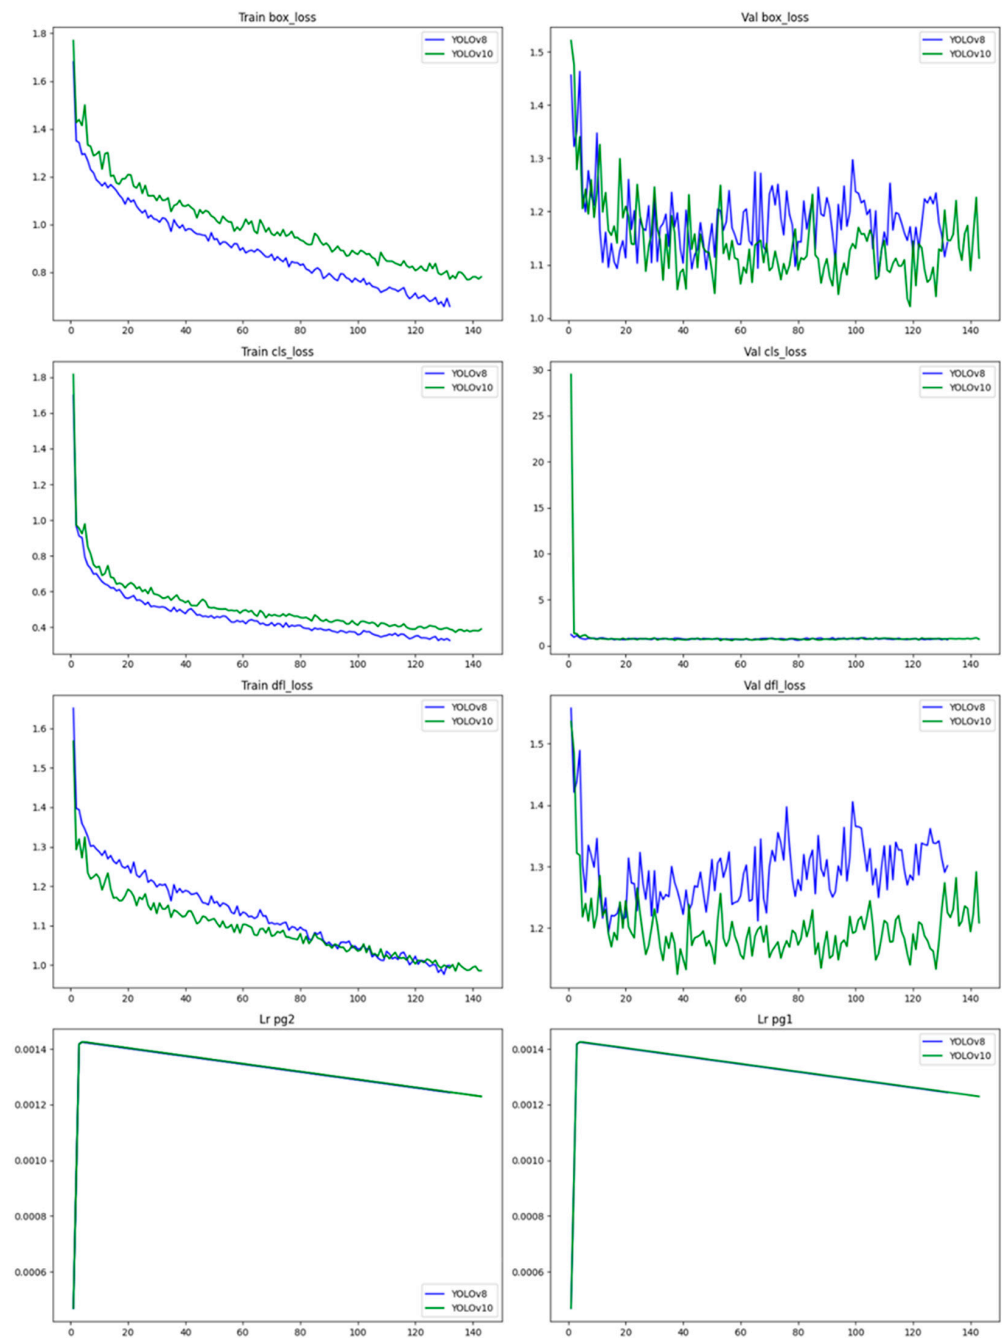 Train box_loss
YOLOv8
YOLOv10
1.8
1.6
1.4
1.2
1.0
0.8
0 20 40 60 80 100 120 140
Val box_loss
YOLOv8
YOLOv10
1.5
1.4
1.3
1.2
1.1
1.0
0 20 40 60 80 100 120 140
Train cls_loss
YOLOv8
YOLOv10
1.8
1.6
1.4
1.2
1.0
0.8
0.6
0.4
0 20 40 60 80 100 120 140
Val cls_loss
YOLOv8
YOLOv10
30
25
20
15
10
5
0
0 20 40 60 80 100 120 140
Train dfl_loss
YOLOv8
YOLOv10
1.6
1.5
1.4
1.3
1.2
1.1
1.0
0 20 40 60 80 100 120 140
Val dfl_loss
YOLOv8
YOLOv10
1.5
1.4
1.3
1.2
0 20 40 60 80 100 120 140
Lr pg2
0.0014
0.0012
0.0010
0.0008
0.0006
YOLOv8
YOLOv10
0 20 40 60 80 100 120 140
Lr pg1
YOLOv8
YOLOv10
0.0014
0.0012
0.0010
0.0008
0.0006
0 20 40 60 80 100 120 140